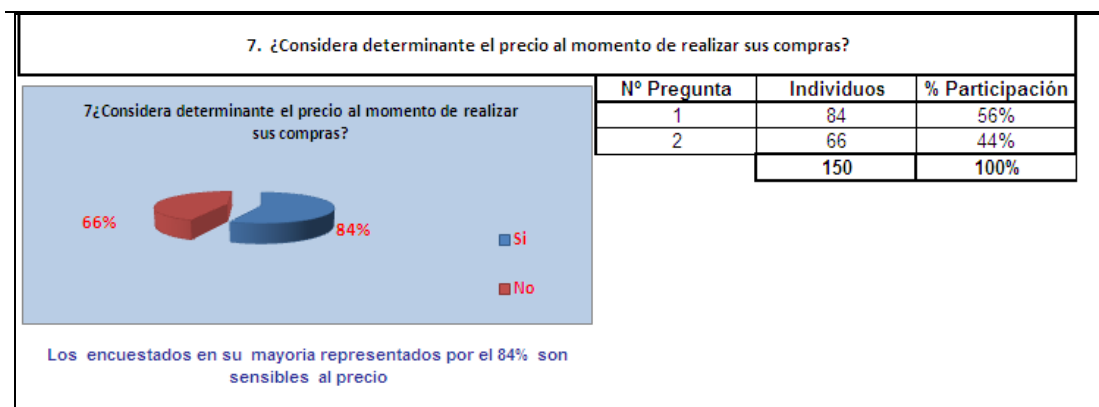 7. ¿Considera determinante el precio al momento de realizar sus compras?
7¿Considera determinante el precio al momento de realizar
sus compras?
66%
84%
Si
No
Nº Pregunta Individuos % Participación
1 84 56%
2 66 44%
150 100%
Los encuestados en su mayoria representados por el 84% son
sensibles al precio